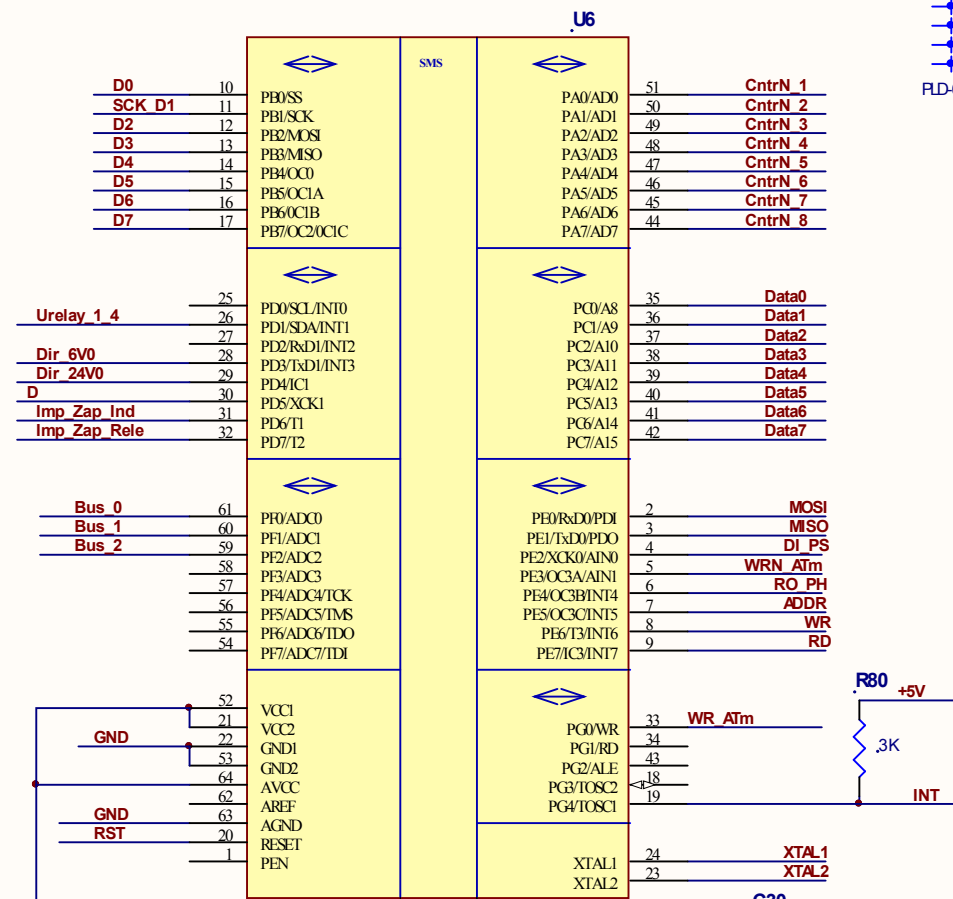 U6
SMS
PLD-
D0 10 PB0/SS
SCK_D1 11 PB1/SCK
D2 12 PB2/MOSI
D3 13 PB3/MISO
D4 14 PB4/OC0
D5 15 PB5/OC1A
D6 16 PB6/0C1B
D7 17 PB7/OC2/0C1C
PA0/AD0 51 CntrN_1
PA1/AD1 50 CntrN_2
PA2/AD2 49 CntrN_3
PA3/AD3 48 CntrN_4
PA4/AD4 47 CntrN_5
PA5/AD5 46 CntrN_6
PA6/AD6 45 CntrN_7
PA7/AD7 44 CntrN_8
25 PD0/SCL/INT0
Urelay_1_4 26 PD1/SDA/INT1
27 PD2/RxD1/INT2
Dir_6V0 28 PD3/TxD1/INT3
Dir_24V0 29 PD4/IC1
D 30 PD5/XCK1
Imp_Zap_Ind 31 PD6/T1
Imp_Zap_Rele 32 PD7/T2
PC0/A8 35 Data0
PC1/A9 36 Data1
PC2/A10 37 Data2
PC3/A11 38 Data3
PC4/A12 39 Data4
PC5/A13 40 Data5
PC6/A14 41 Data6
PC7/A15 42 Data7
Bus_0 61 PF0/ADC0
Bus_1 60 PF1/ADC1
Bus_2 59 PF2/ADC2
58 PF3/ADC3
57 PF4/ADC4/TCK
56 PF5/ADC5/TMS
55 PF6/ADC6/TDO
54 PF7/ADC7/TDI
PE0/RxD0/PDI 2 MOSI
PE1/TxD0/PDO 3 MISO
PE2/XCK0/AIN0 4 DI_PS
PE3/OC3A/AIN1 5 WRN_ATm
PE4/OC3B/INT4 6 RO_PH
PE5/OC3C/INT5 7 ADDR
PE6/T3/INT6 8 WR
PE7/IC3/INT7 9 RD
52 VCC1
21 VCC2
GND 22 GND1
53 GND2
64 AVCC
62 AREF
GND 63 AGND
RST 20 RESET
1 PEN
PG0/WR 33 WR_ATm
PG1/RD 34
PG2/ALE 43
PG3/TOSC2 18
PG4/TOSC1 19 INT
R80
+5V
3K
XTAL1 24 XTAL1
XTAL2 23 XTAL2